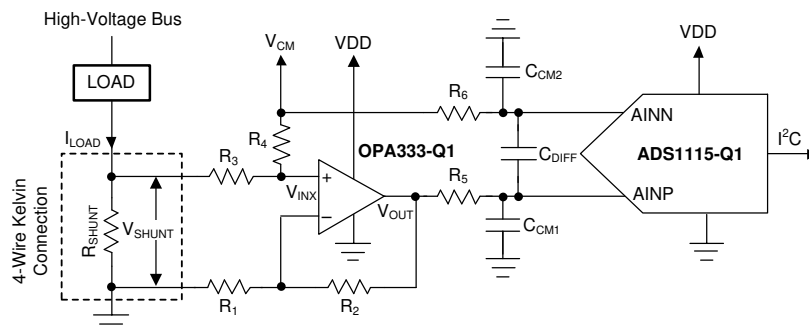 High-Voltage Bus
LOAD
I_LOAD
4-Wire Kelvin
Connection
R_SHUNT
V_SHUNT
R_3
R_4
V_CM
VDD
OPA333-Q1
V_INX
+
−
V_OUT
R_1
R_2
R_6
R_5
C_CM2
C_DIFF
C_CM1
VDD
AINN
ADS1115-Q1
AINP
I²C